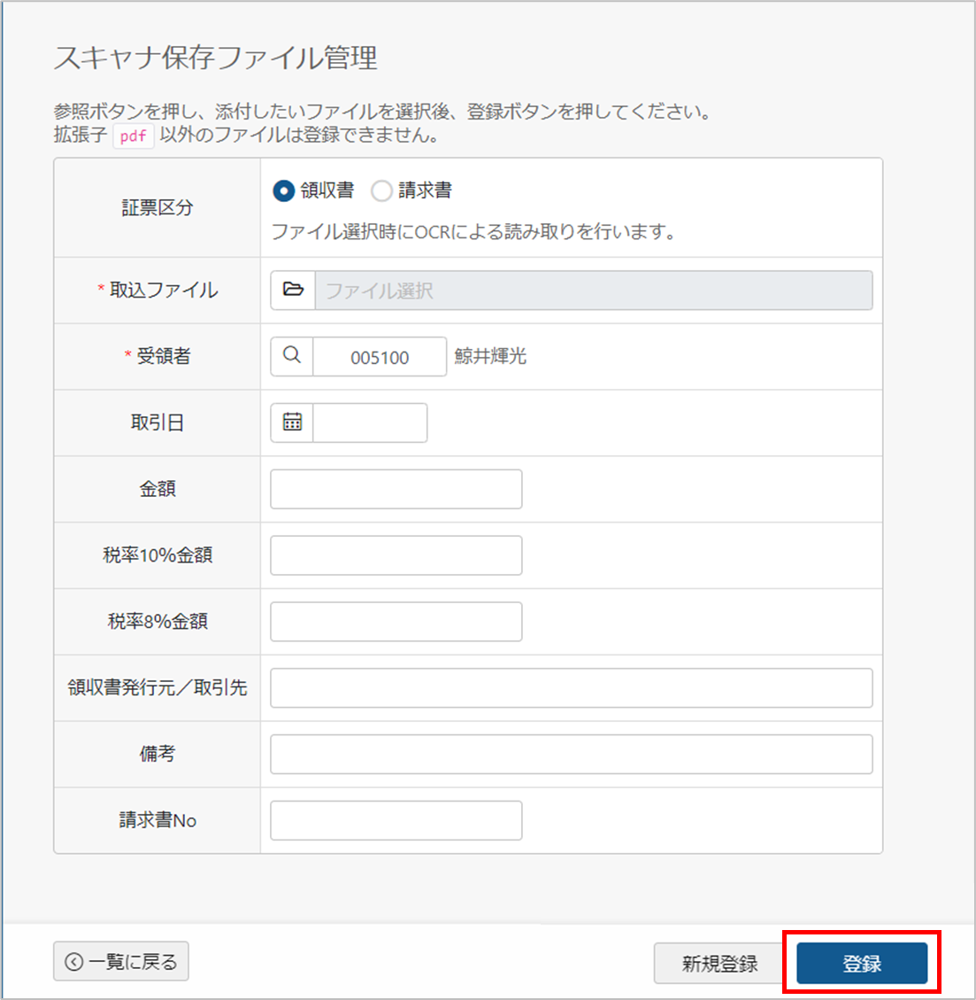 スキャナ保存ファイル管理
参照ボタンを押し、添付したいファイルを選択後、登録ボタンを押してください。
拡張子 pdf 以外のファイルは登録できません。
証票区分
領収書 請求書
ファイル選択時にOCRによる読み取りを行います。
* 取込ファイル
ファイル選択
* 受領者
005100 鯨井輝光
取引日
金額
税率10%金額
税率8%金額
領収書発行元／取引先
備考
請求書No
一覧に戻る
新規登録
登録